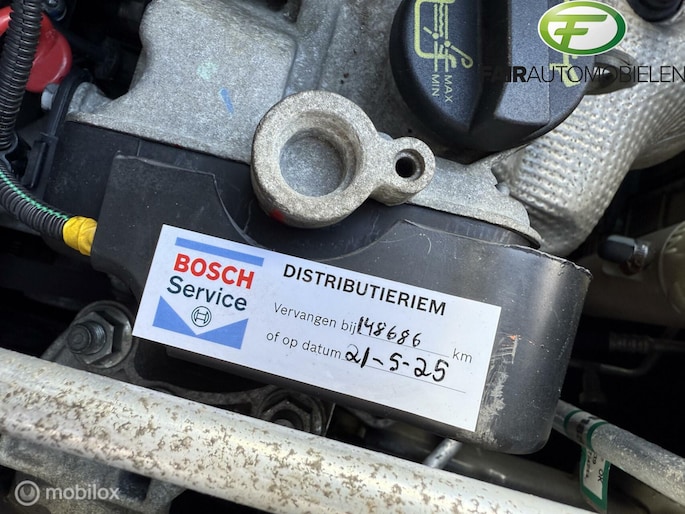 MAX
MIN
FAIRAUTOMOBIELEN
BOSCH
Service
DISTRIBUTIERIEM
Vervangen bij 148686 km
of op datum 21-5-25
mobilox